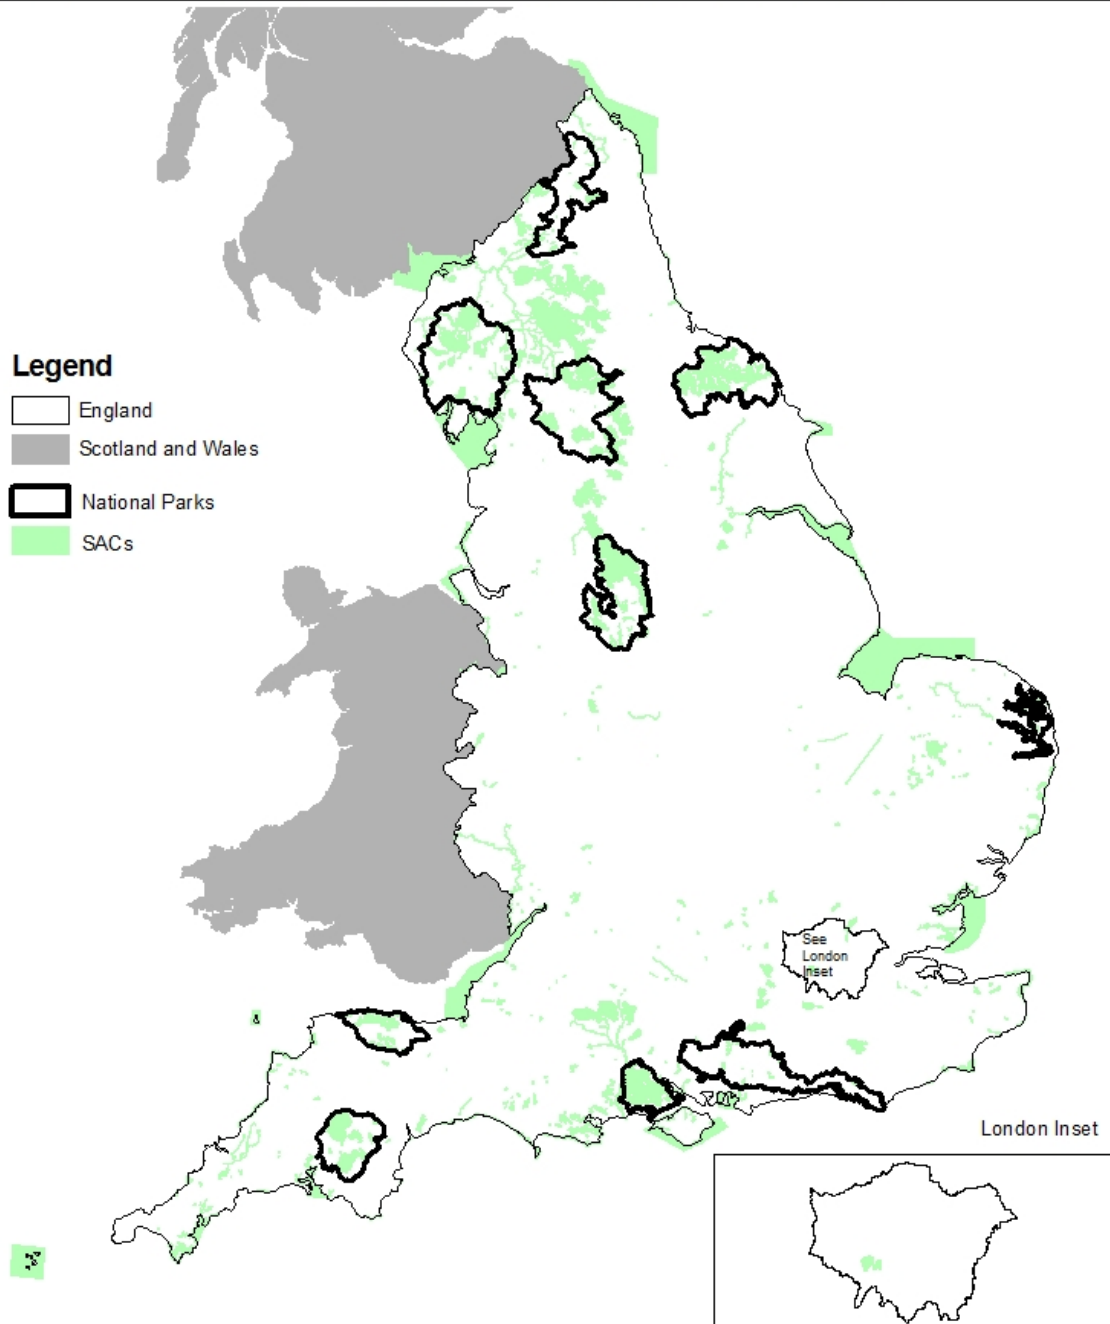 Legend
England
Scotland and Wales
National Parks
SACs
See
London
Inset
London Inset